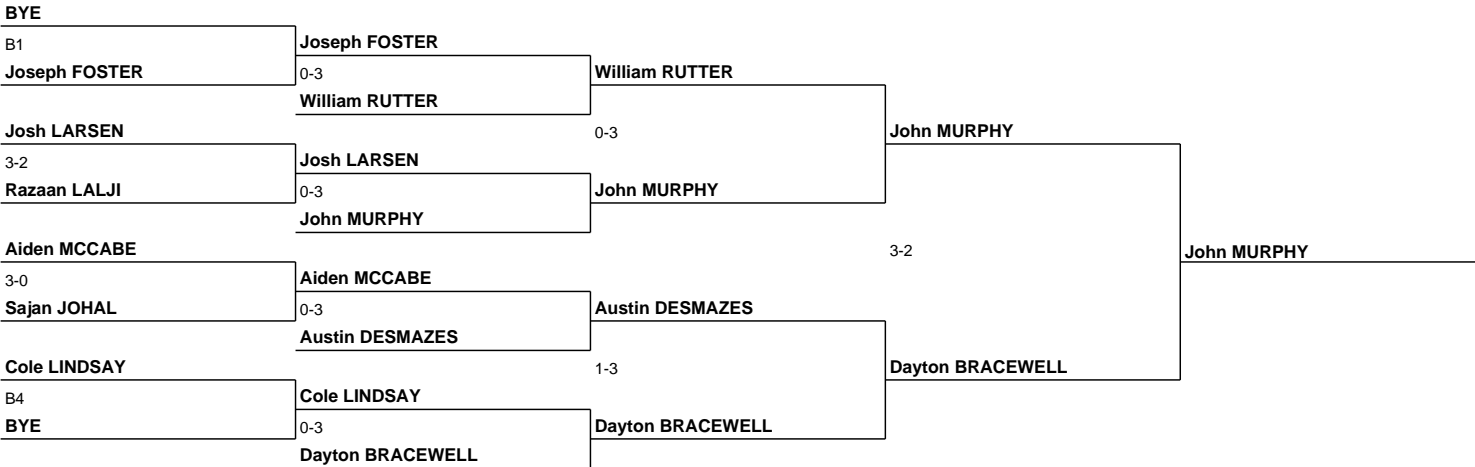 BYE
B1
Joseph FOSTER
Joseph FOSTER
0-3
William RUTTER
William RUTTER
Josh LARSEN
0-3
John MURPHY
3-2
Josh LARSEN
Razaan LALJI
0-3
John MURPHY
John MURPHY
Aiden MCCABE
3-2
John MURPHY
3-0
Aiden MCCABE
Sajan JOHAL
0-3
Austin DESMAZES
Austin DESMAZES
Cole LINDSAY
1-3
Dayton BRACEWELL
B4
Cole LINDSAY
BYE
0-3
Dayton BRACEWELL
Dayton BRACEWELL